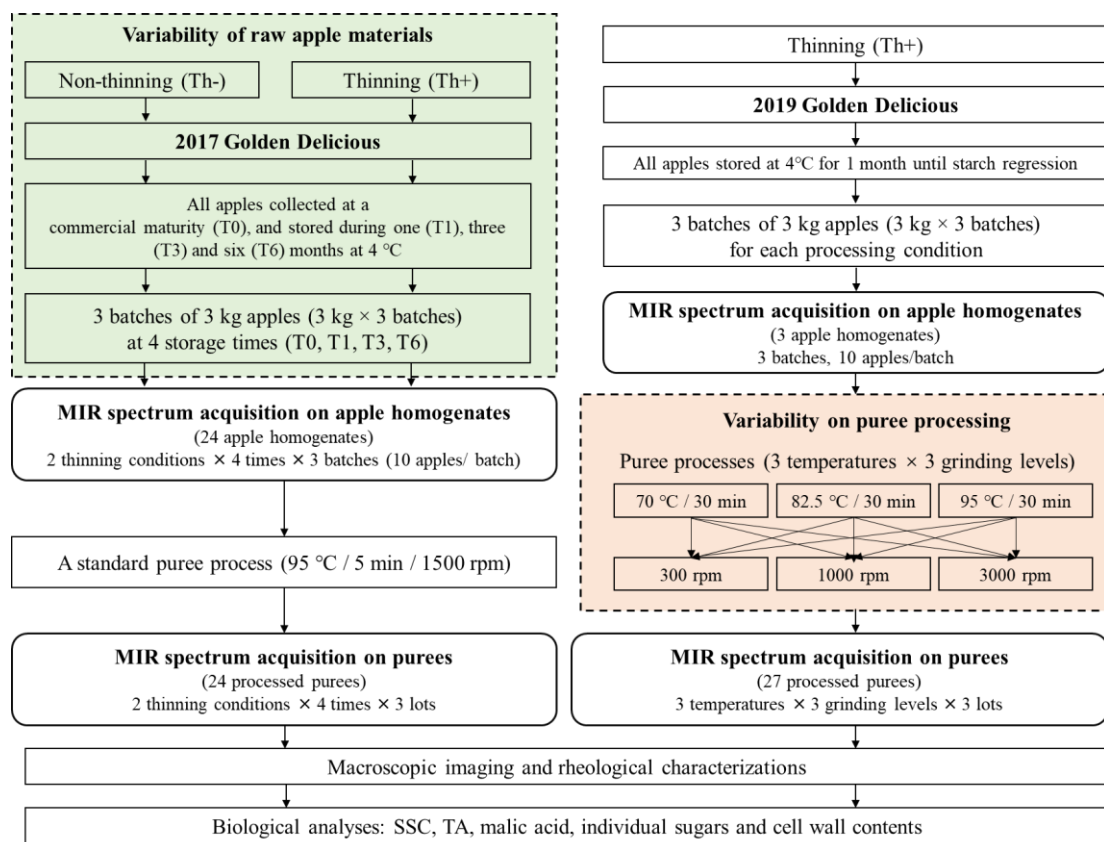 Variability of raw apple materials
Non-thinning (Th-)
Thinning (Th+)
2017 Golden Delicious
All apples collected at a
commercial maturity (T0), and stored during one (T1), three
(T3) and six (T6) months at 4 °C
3 batches of 3 kg apples (3 kg × 3 batches)
at 4 storage times (T0, T1, T3, T6)
MIR spectrum acquisition on apple homogenates
(24 apple homogenates)
2 thinning conditions × 4 times × 3 batches (10 apples/ batch)
A standard puree process (95 °C / 5 min / 1500 rpm)
MIR spectrum acquisition on purees
(24 processed purees)
2 thinning conditions × 4 times × 3 lots
Thinning (Th+)
2019 Golden Delicious
All apples stored at 4°C for 1 month until starch regression
3 batches of 3 kg apples (3 kg × 3 batches)
for each processing condition
MIR spectrum acquisition on apple homogenates
(3 apple homogenates)
3 batches, 10 apples/batch
Variability on puree processing
Puree processes (3 temperatures × 3 grinding levels)
70 °C / 30 min
82.5 °C / 30 min
95 °C / 30 min
300 rpm
1000 rpm
3000 rpm
MIR spectrum acquisition on purees
(27 processed purees)
3 temperatures × 3 grinding levels × 3 lots
Macroscopic imaging and rheological characterizations
Biological analyses: SSC, TA, malic acid, individual sugars and cell wall contents